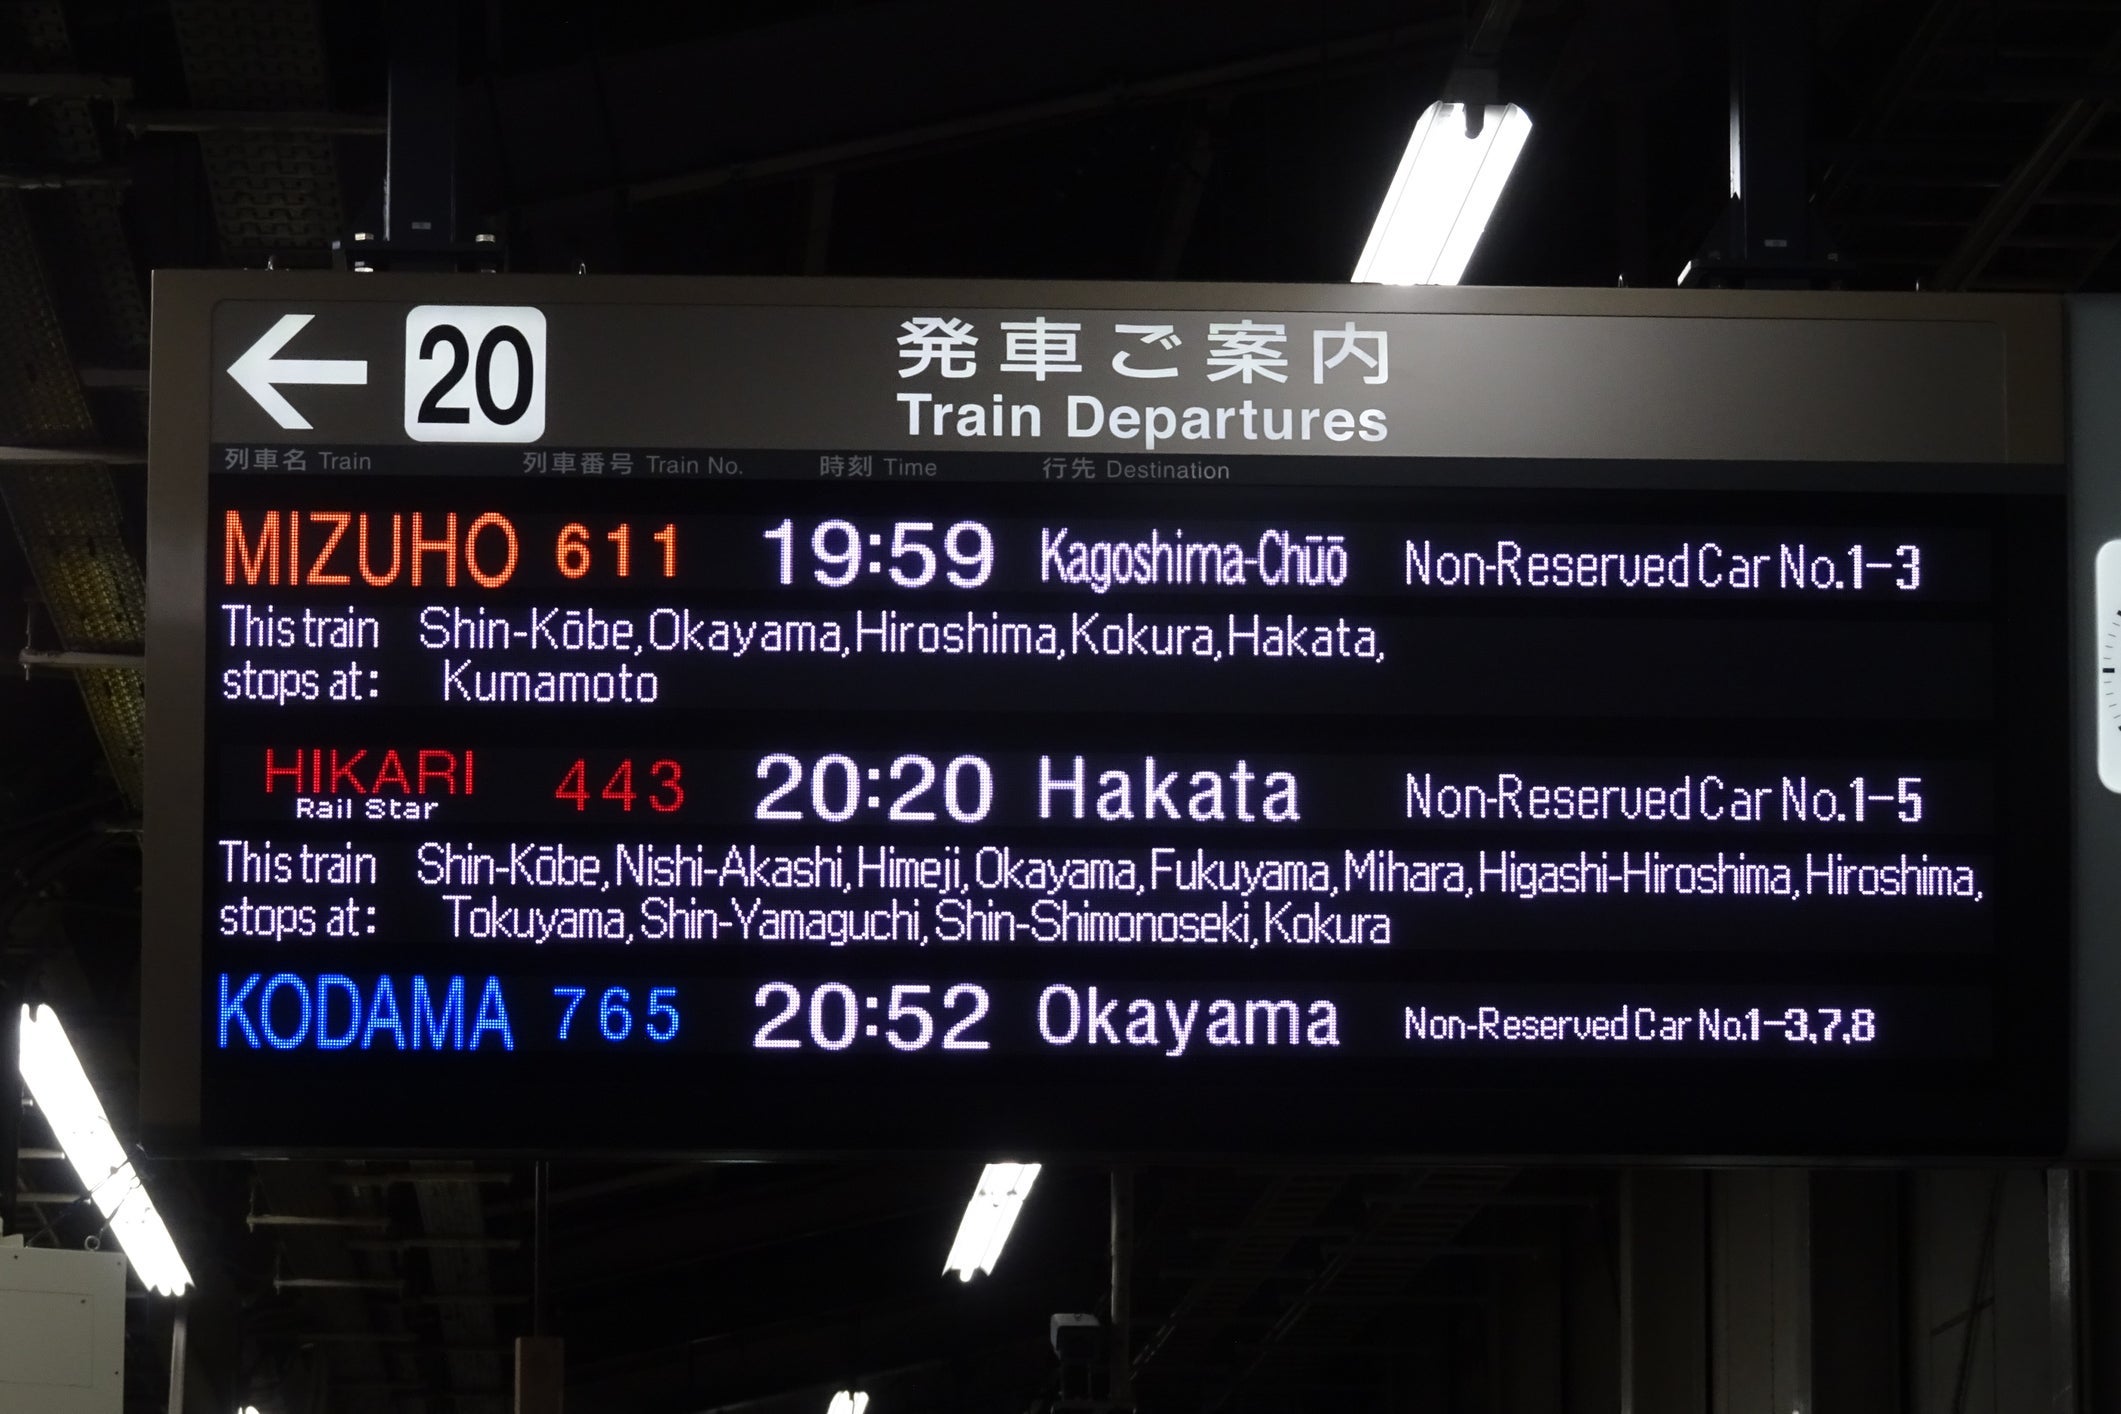 20
発車ご案内
Train Departures
列車名 Train 列車番号 Train No. 時刻 Time 行先 Destination
MIZUHO 611 19:59 Kagoshima-Chūō Non-Reserved Car No.1-3
This train Shin-Kōbe,Okayama,Hiroshima,Kokura,Hakata,
stops at: Kumamoto
HIKARI 443 20:20 Hakata Non-Reserved Car No.1-5
Rail Star
This train Shin-Kōbe,Nishi-Akashi,Himeji,Okayama,Fukuyama,Mihara,Higashi-Hiroshima,Hiroshima,
stops at: Tokuyama,Shin-Yamaguchi,Shin-Shimonoseki,Kokura
KODAMA 765 20:52 Okayama Non-Reserved Car No.1-3,7,8